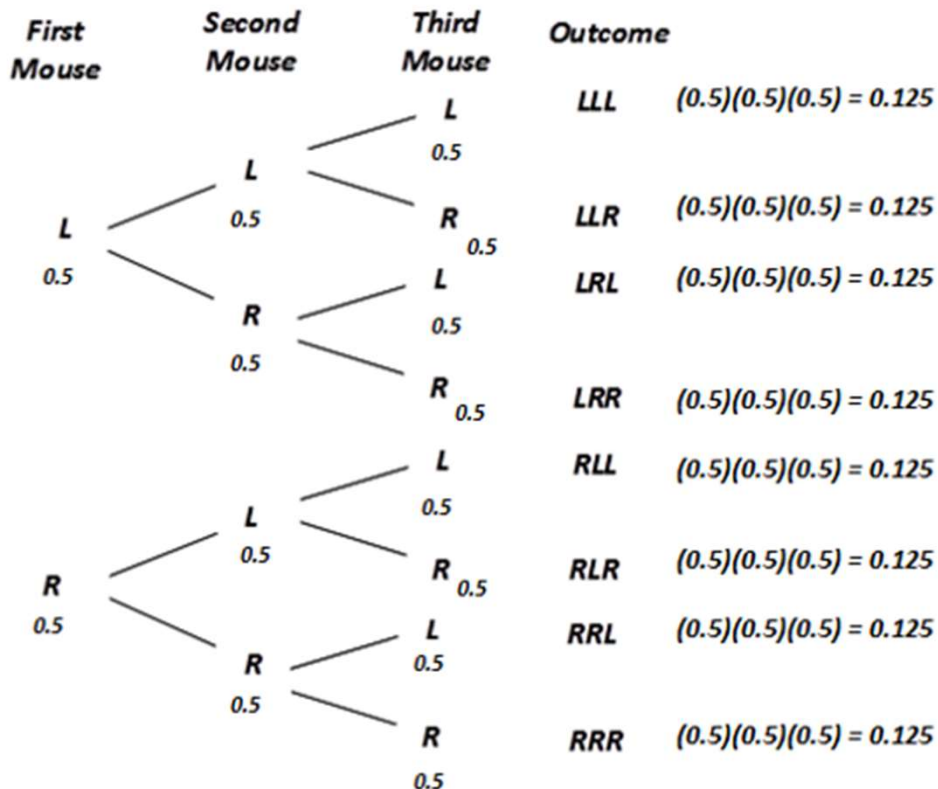 First Mouse Second Mouse Third Mouse Outcome
L LLL (0.5)(0.5)(0.5) = 0.125
0.5
L
0.5
R LLR (0.5)(0.5)(0.5) = 0.125
0.5
L
0.5
L LRL (0.5)(0.5)(0.5) = 0.125
0.5
R
0.5
R LRR (0.5)(0.5)(0.5) = 0.125
0.5
L RLL (0.5)(0.5)(0.5) = 0.125
0.5
L
0.5
R RLR (0.5)(0.5)(0.5) = 0.125
0.5
R
0.5
L RRL (0.5)(0.5)(0.5) = 0.125
0.5
R
0.5
R RRR (0.5)(0.5)(0.5) = 0.125
0.5